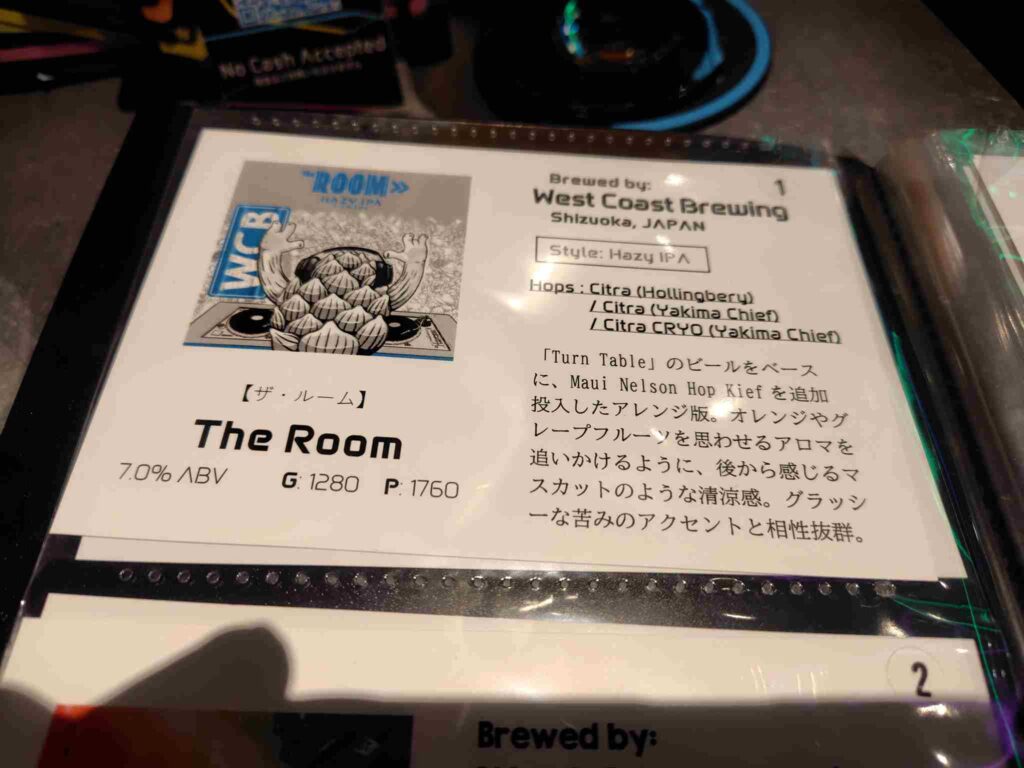 No Cash Accepted
The
ROOM»
HAZY IPA
WCB
【ザ・ルーム】
The Room
7.0% ABV G: 1280 P: 1760
1
Brewed by:
West Coast Brewing
Shizuoka, JAPAN
Style: Hazy IPA
Hops : Citra (Hollingbery)
/ Citra (Yakima Chief)
/ Citra CRYO (Yakima Chief)
「Turn Table」のビールをベース
に、Maui Nelson Hop Kief を追加
投入したアレンジ版。オレンジやグ
レープフルーツを思わせるアロマを
追いかけるように、後から感じるマ
スカットのような清涼感。グラッシ
ーな苦みのアクセントと相性抜群。
2
Brewed by: